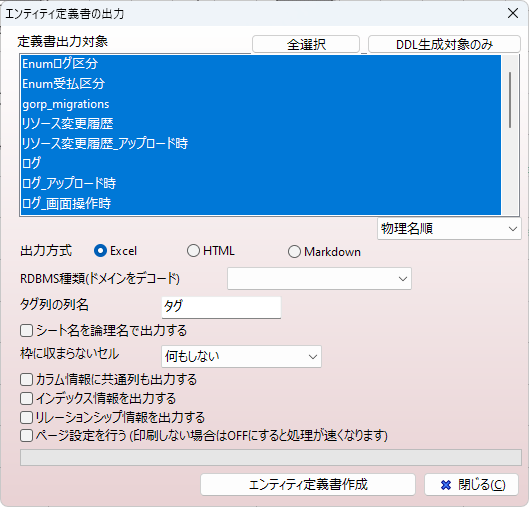 エンティティ定義書の出力
定義書出力対象 全選択 DDL生成対象のみ
Enumログ区分
Enum受払区分
gorp_migrations
リソース変更履歴
リソース変更履歴_アップロード時
ログ
ログ_アップロード時
ログ_画面操作時
物理名順
出力方式 Excel HTML Markdown
RDBMS種類(ドメインをデコード)
タグ列の列名 タグ
シート名を論理名で出力する
枠に収まらないセル 何もしない
カラム情報に共通列も出力する
インデックス情報を出力する
リレーションシップ情報を出力する
ページ設定を行う(印刷しない場合はOFFにすると処理が速くなります)
エンティティ定義書作成 閉じる(C)